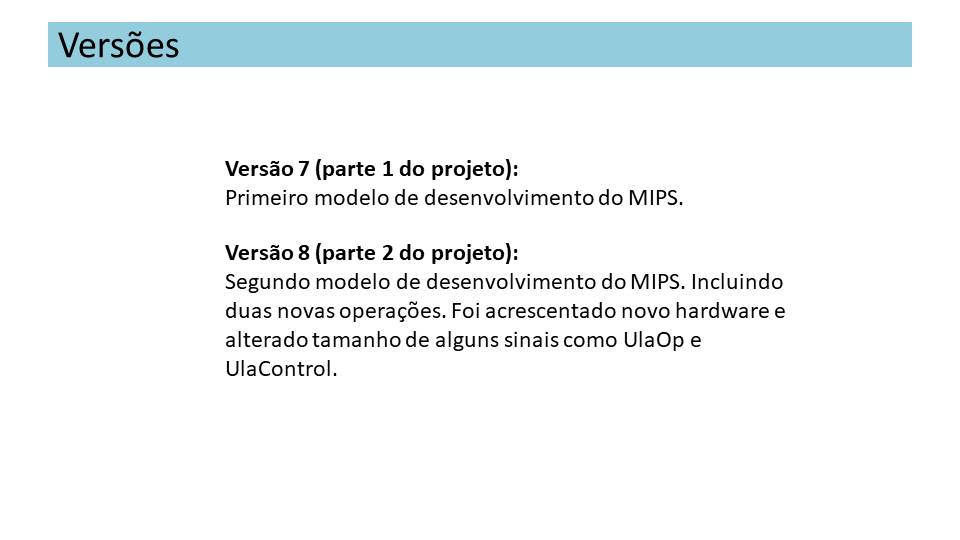 Versões
Versão 7 (parte 1 do projeto):
Primeiro modelo de desenvolvimento do MIPS.
Versão 8 (parte 2 do projeto):
Segundo modelo de desenvolvimento do MIPS. Incluindo
duas novas operações. Foi acrescentado novo hardware e
alterado tamanho de alguns sinais como UlaOp e
UlaControl.